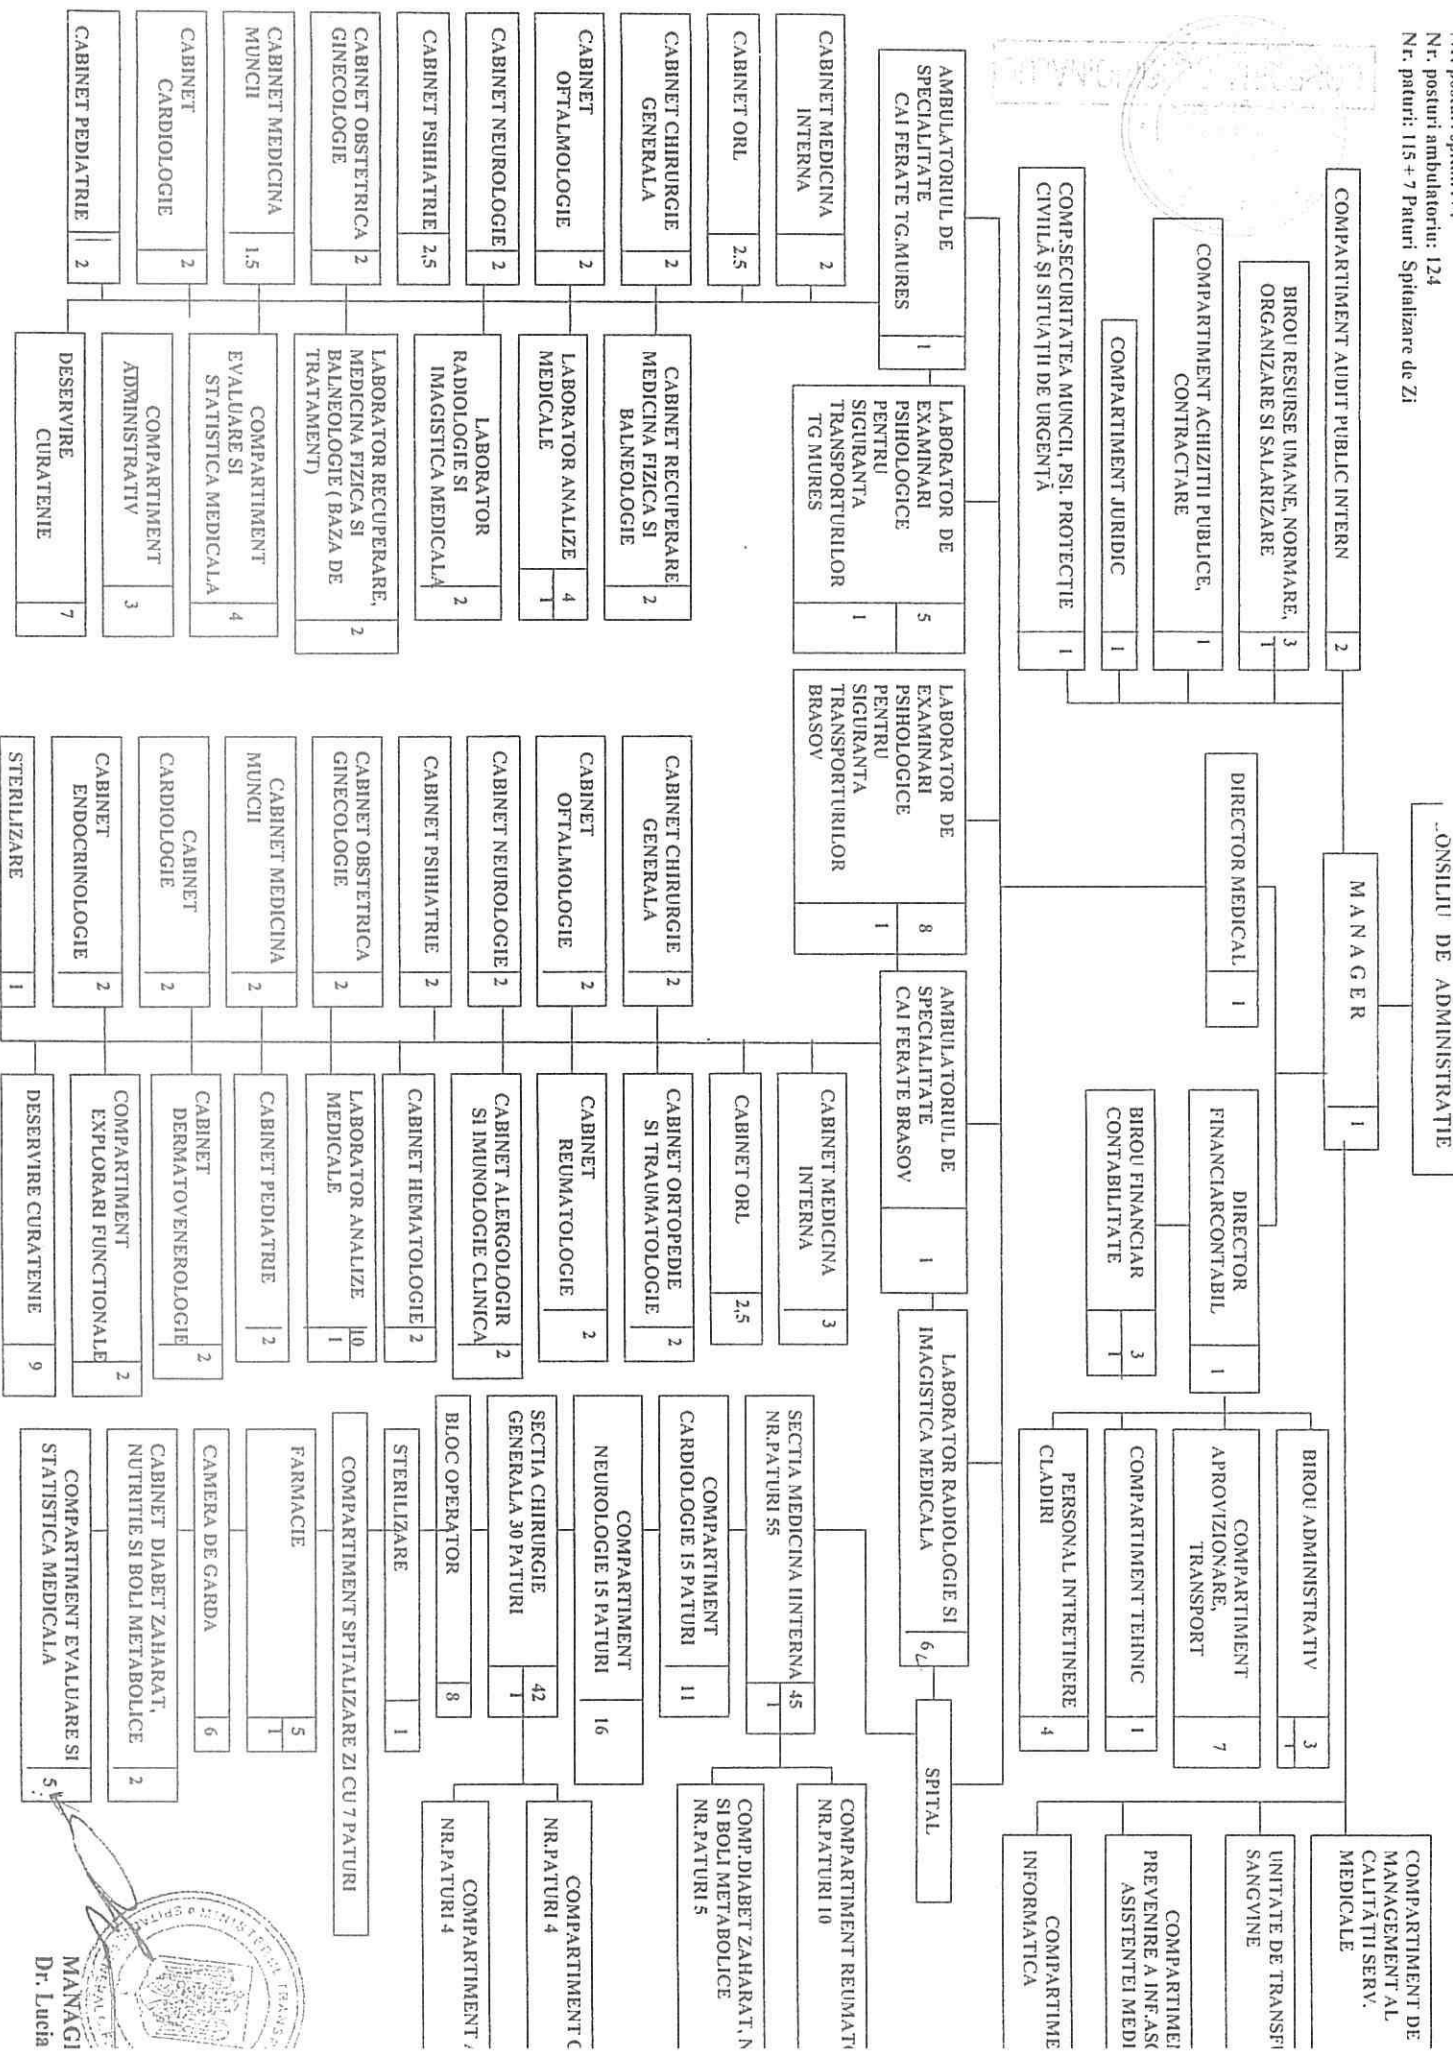 Nr. posturi ambulatoriu: 124
Nr. paturi: 115 + 7 Paturi Spitalizare de Zi
DE ADMINISTRAȚIE
MANAGER 1
COMPARTIMENT AUDIT PUBLIC INTERN 2
BIROU RESURSE UMANE, NORMARE, 3
ORGANIZARE SI SALARIZARE 1
COMPARTIMENT ACHIZITII PUBLICE,
CONTRACTARE 1
COMPARTIMENT JURIDIC 1
COMP.SECURITATEA MUNCII, PSI. PROTECȚIE
CIVILĂ ȘI SITUAȚII DE URGENȚĂ 1
DIRECTOR MEDICAL 1
DIRECTOR
FINANCIARCONTABIL 1
BIROU FINANCIAR 3
CONTABILITATE 1
BIROU ADMINISTRATIV 3
1
COMPARTIMENT
APROVIZIONARE,
TRANSPORT 7
COMPARTIMENT TEHNIC 1
PERSONAL INTRETINERE
CLADIRI 4
COMPARTIMENT DE
MANAGEMENT AL
CALITĂȚII SERV.
MEDICALE
UNITATE DE
SANGVINE
PREVENIRE A
ASISTENTEI
INFORMATICA
AMBULATORIUL DE
SPECIALITATE
CAI FERATE TG.MURES 1
LABORATOR DE
EXAMINARI
PSIHOLOGICE
PENTRU
SIGURANTA
TRANSPORTURILOR
TG MURES
5
1
LABORATOR DE
EXAMINARI
PSIHOLOGICE
PENTRU
SIGURANTA
TRANSPORTURILOR
BRASOV
8
1
AMBULATORIUL DE
SPECIALITATE
CAI FERATE BRASOV 1
LABORATOR RADIOLOGIE SI
IMAGISTICA MEDICALA 6
SPITAL
CABINET MEDICINA
INTERNA 2
CABINET ORL 2.5
CABINET CHIRURGIE
GENERALA 2
CABINET
OFTALMOLOGIE 2
CABINET NEUROLOGIE 2
CABINET PSIHIATRIE 2,5
CABINET OBSTETRICA
GINECOLOGIE 2
CABINET MEDICINA
MUNCII 1.5
CABINET
CARDIOLOGIE 2
CABINET PEDIATRIE 2
CABINET RECUPERARE
MEDICINA FIZICA SI
BALNEOLOGIE 2
LABORATOR ANALIZE 4
MEDICALE 1
LABORATOR
RADIOLOGIE SI
IMAGISTICA MEDICALA 2
LABORATOR RECUPERARE,
MEDICINA FIZICA SI
BALNEOLOGIE ( BAZA DE
TRATAMENT) 2
COMPARTIMENT
EVALUARE SI
STATISTICA MEDICALA 4
COMPARTIMENT
ADMINISTRATIV 3
DESERVIRE
CURATENIE 7
CABINET CHIRURGIE
GENERALA 2
CABINET
OFTALMOLOGIE 2
CABINET NEUROLOGIE 2
CABINET PSIHIATRIE 2
CABINET OBSTETRICA
GINECOLOGIE 2
CABINET MEDICINA
MUNCII 2
CABINET
CARDIOLOGIE 2
CABINET
ENDOCRINOLOGIE 2
STERILIZARE 1
CABINET MEDICINA
INTERNA 3
CABINET ORL 2,5
CABINET ORTOPEDIE
SI TRAUMATOLOGIE 2
CABINET
REUMATOLOGIE 2
CABINET ALERGOLOGIR
SI IMUNOLOGIE CLINICA 2
CABINET HEMATOLOGIE 2
LABORATOR ANALIZE 10
MEDICALE 1
CABINET PEDIATRIE 2
CABINET
DERMATOVENEROLOGIE 2
COMPARTIMENT
EXPLORARI FUNCTIONALE 2
DESERVIRE CURATENIE 9
SECTIA MEDICINA IINTERNA 45
NR.PATURI 55 1
COMPARTIMENT
CARDIOLOGIE 15 PATURI 11
COMPARTIMENT
NEUROLOGIE 15 PATURI 16
SECTIA CHIRURGIE 42
GENERALA 30 PATURI 1
BLOC OPERATOR 8
STERILIZARE 1
COMPARTIMENT SPITALIZARE ZI CU 7 PATURI
FARMACIE 5
1
CAMERA DE GARDA 6
CABINET DIABET ZAHARAT,
NUTRITIE SI BOLI METABOLICE 2
COMPARTIMENT EVALUARE SI
STATISTICA MEDICALA 5
COMPARTIMENT
NR.PATURI 10
COMP.DIABET ZAHARAT,
SI BOLI METABOLICE
NR.PATURI 5
COMPARTIMENT
NR.PATURI 4
COMPARTIMENT
NR.PATURI 4
Dr. Lucia